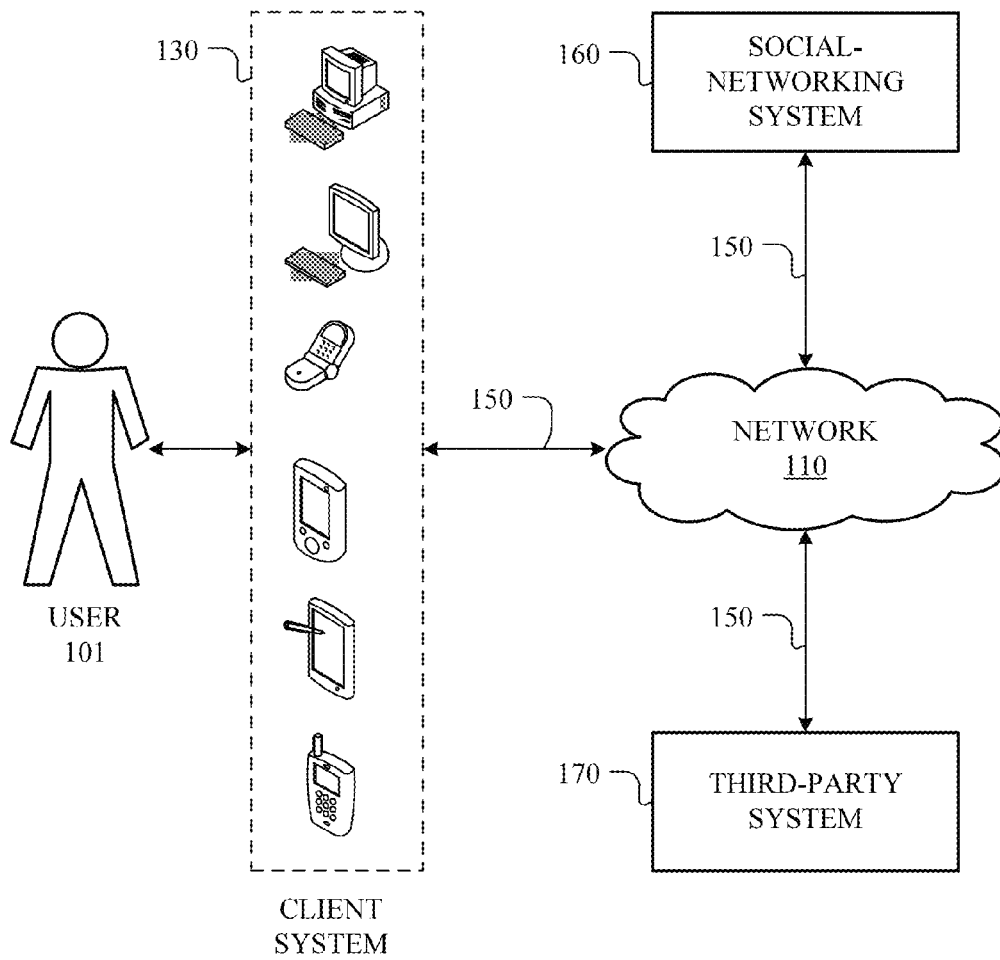 130
160
SOCIAL-
NETWORKING
SYSTEM
150
150
NETWORK
110
USER
101
150
170
THIRD-PARTY
SYSTEM
CLIENT
SYSTEM